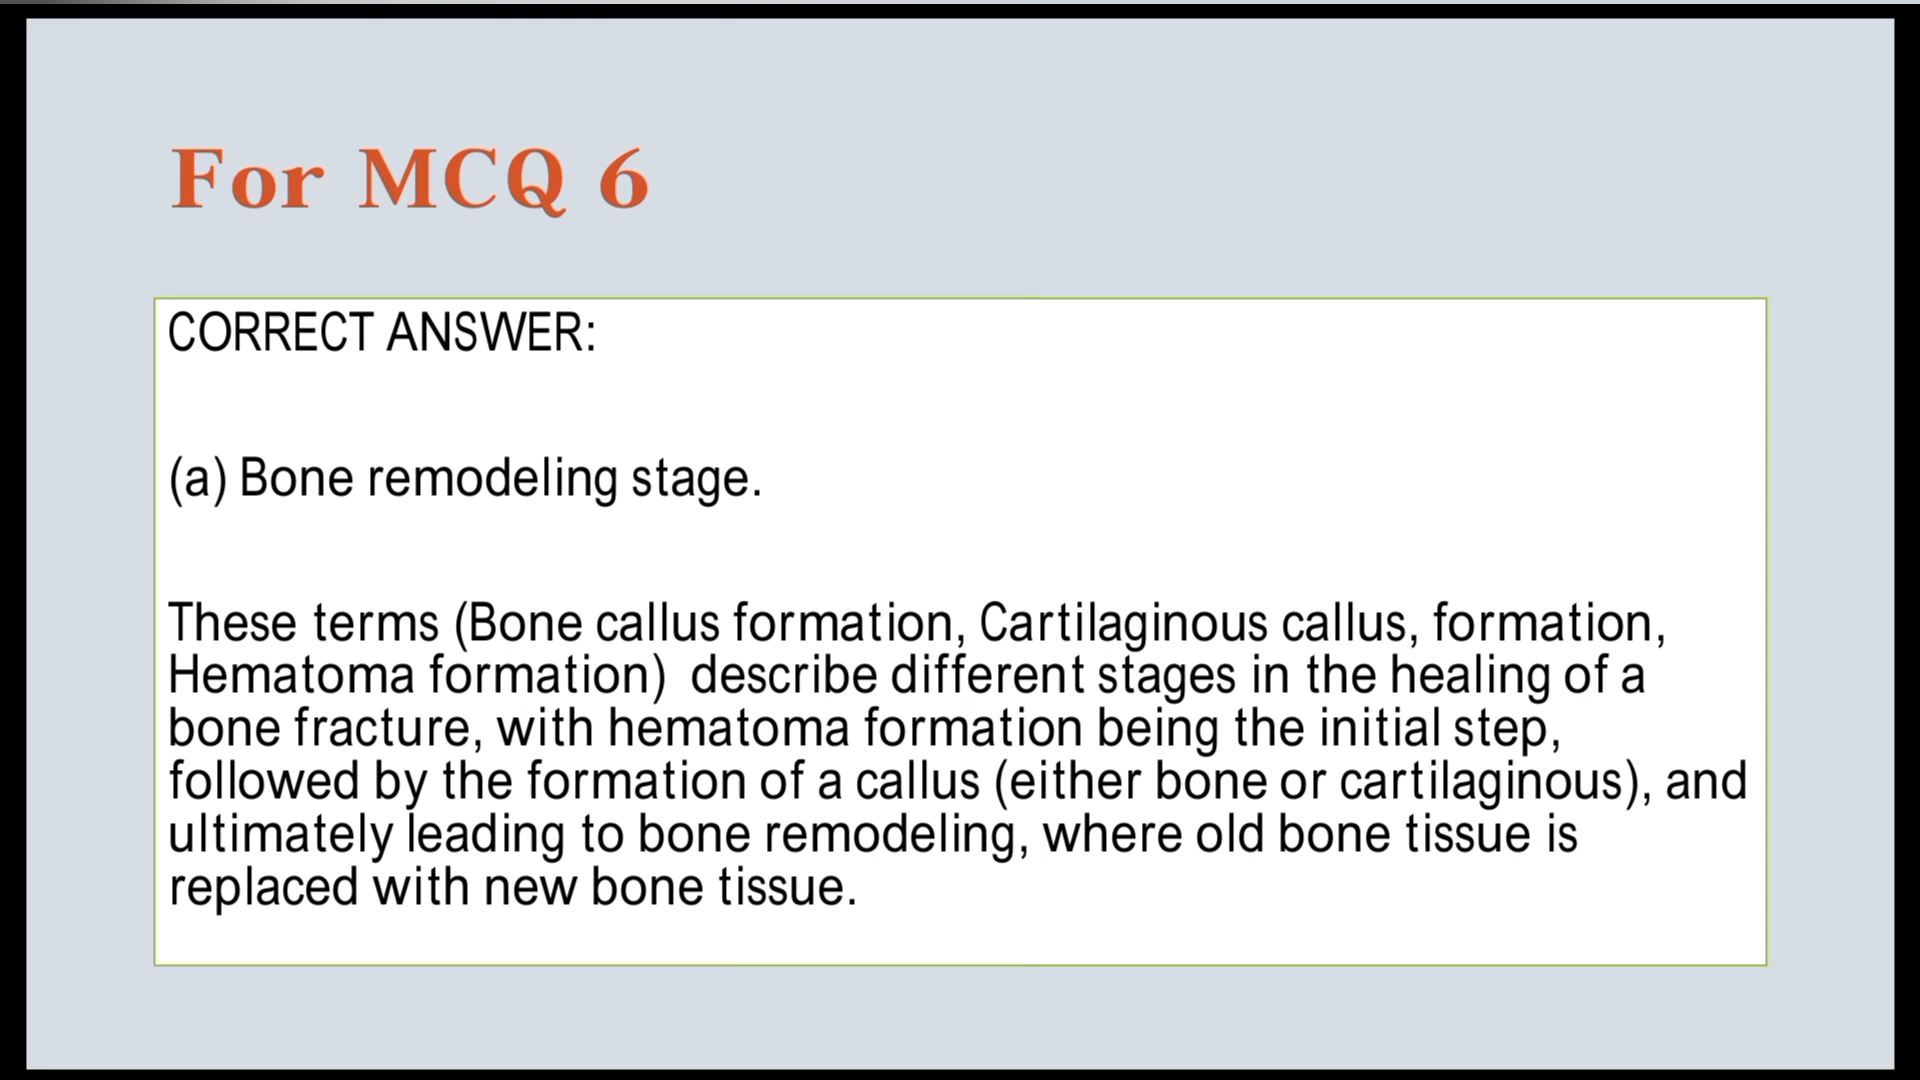 For MCQ 6
CORRECT ANSWER:
(a) Bone remodeling stage.
These terms (Bone callus formation, Cartilaginous callus, formation,
Hematoma formation)  describe different stages in the healing of a
bone fracture, with hematoma formation being the initial step,
followed by the formation of a callus (either bone or cartilaginous), and
ultimately leading to bone remodeling, where old bone tissue is
replaced with new bone tissue.